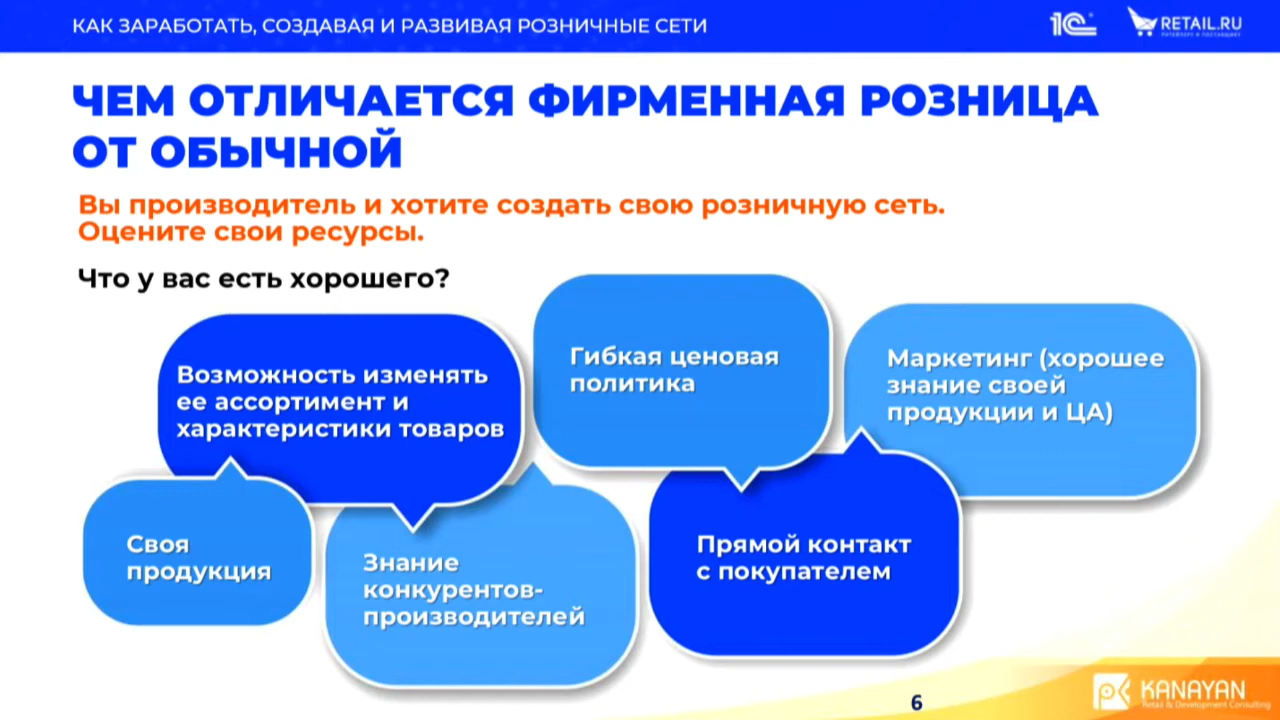 КАК ЗАРАБОТАТЬ, СОЗДАВАЯ И РАЗВИВАЯ РОЗНИЧНЫЕ СЕТИ
1С
RETAIL.RU
РИТЕЙЛЕРУ И ПОСТАВЩИКУ
ЧЕМ ОТЛИЧАЕТСЯ ФИРМЕННАЯ РОЗНИЦА
ОТ ОБЫЧНОЙ
Вы производитель и хотите создать свою розничную сеть.
Оцените свои ресурсы.
Что у вас есть хорошего?
Возможность изменять
ее ассортимент и
характеристики товаров
Гибкая ценовая
политика
Маркетинг (хорошее
знание своей
продукции и ЦА)
Своя
продукция
Знание
конкурентов-
производителей
Прямой контакт
с покупателем
6
KANAYAN
Retail & Development Consulting